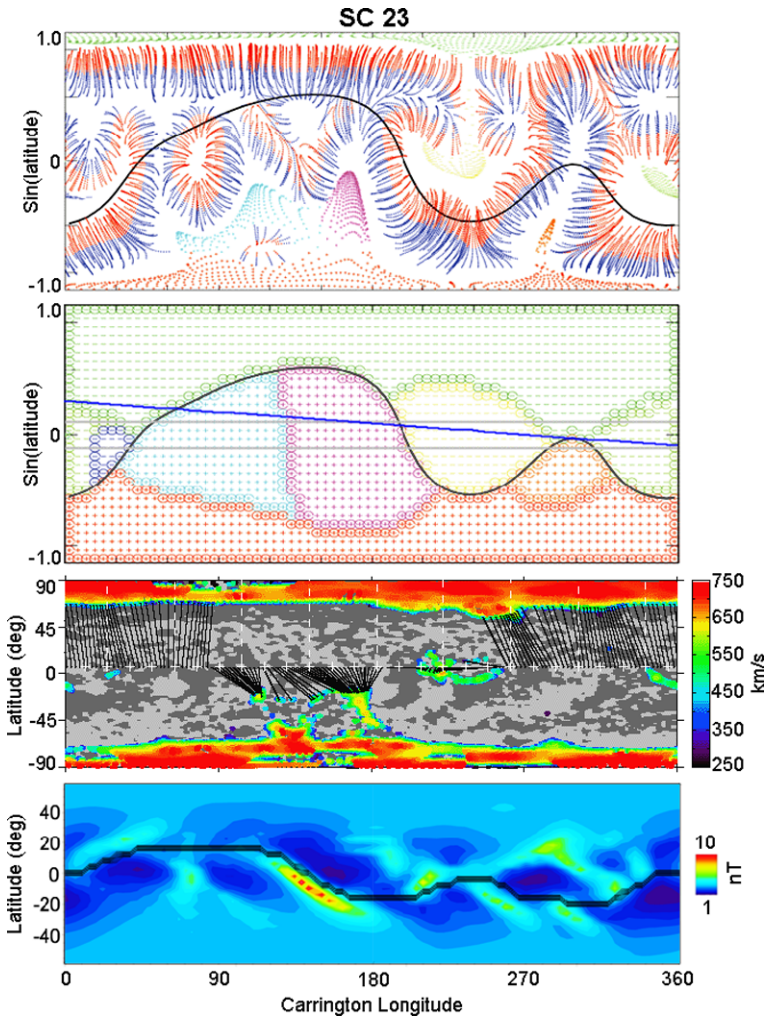 SC 23
1.0
0
-1.0
Sin(latitude)
1.0
0
-1.0
Sin(latitude)
90
45
0
-45
-90
Latitude (deg)
750
650
550
450
350
250
km/s
40
20
0
-20
-40
Latitude (deg)
10
1
nT
0 90 180 270 360
Carrington Longitude